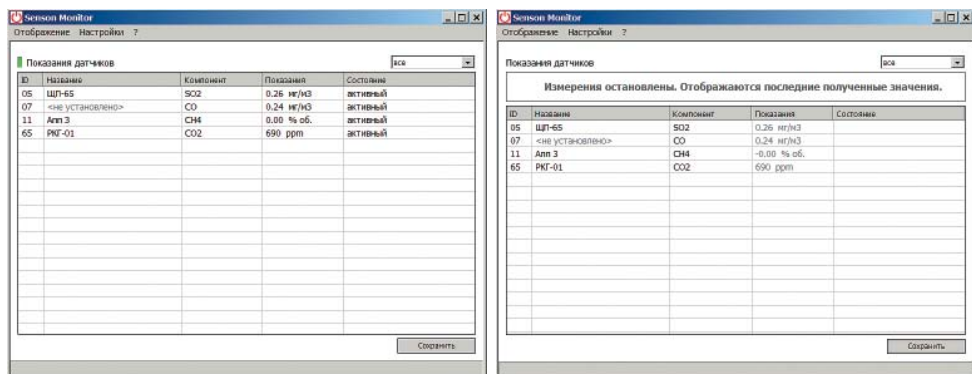 Senson Monitor
Отображение Настройки ?
Показания датчиков
все
ID Название Компонент Показания Состояние
05 ЩП-65 SO2 0.26 мг/м3 активный
07 <не установлено> CO 0.24 мг/м3 активный
11 Апп 3 CH4 0.00 % об. активный
65 РКГ-01 CO2 690 ppm активный
Сохранить
Senson Monitor
Отображение Настройки ?
Показания датчиков
все
Измерения остановлены. Отображаются последние полученные значения.
ID Название Компонент Показания Состояние
05 ЩП-65 SO2 0.26 мг/м3
07 <не установлено> CO 0.24 мг/м3
11 Апп 3 CH4 -0.00 % об.
65 РКГ-01 CO2 690 ppm
Сохранить